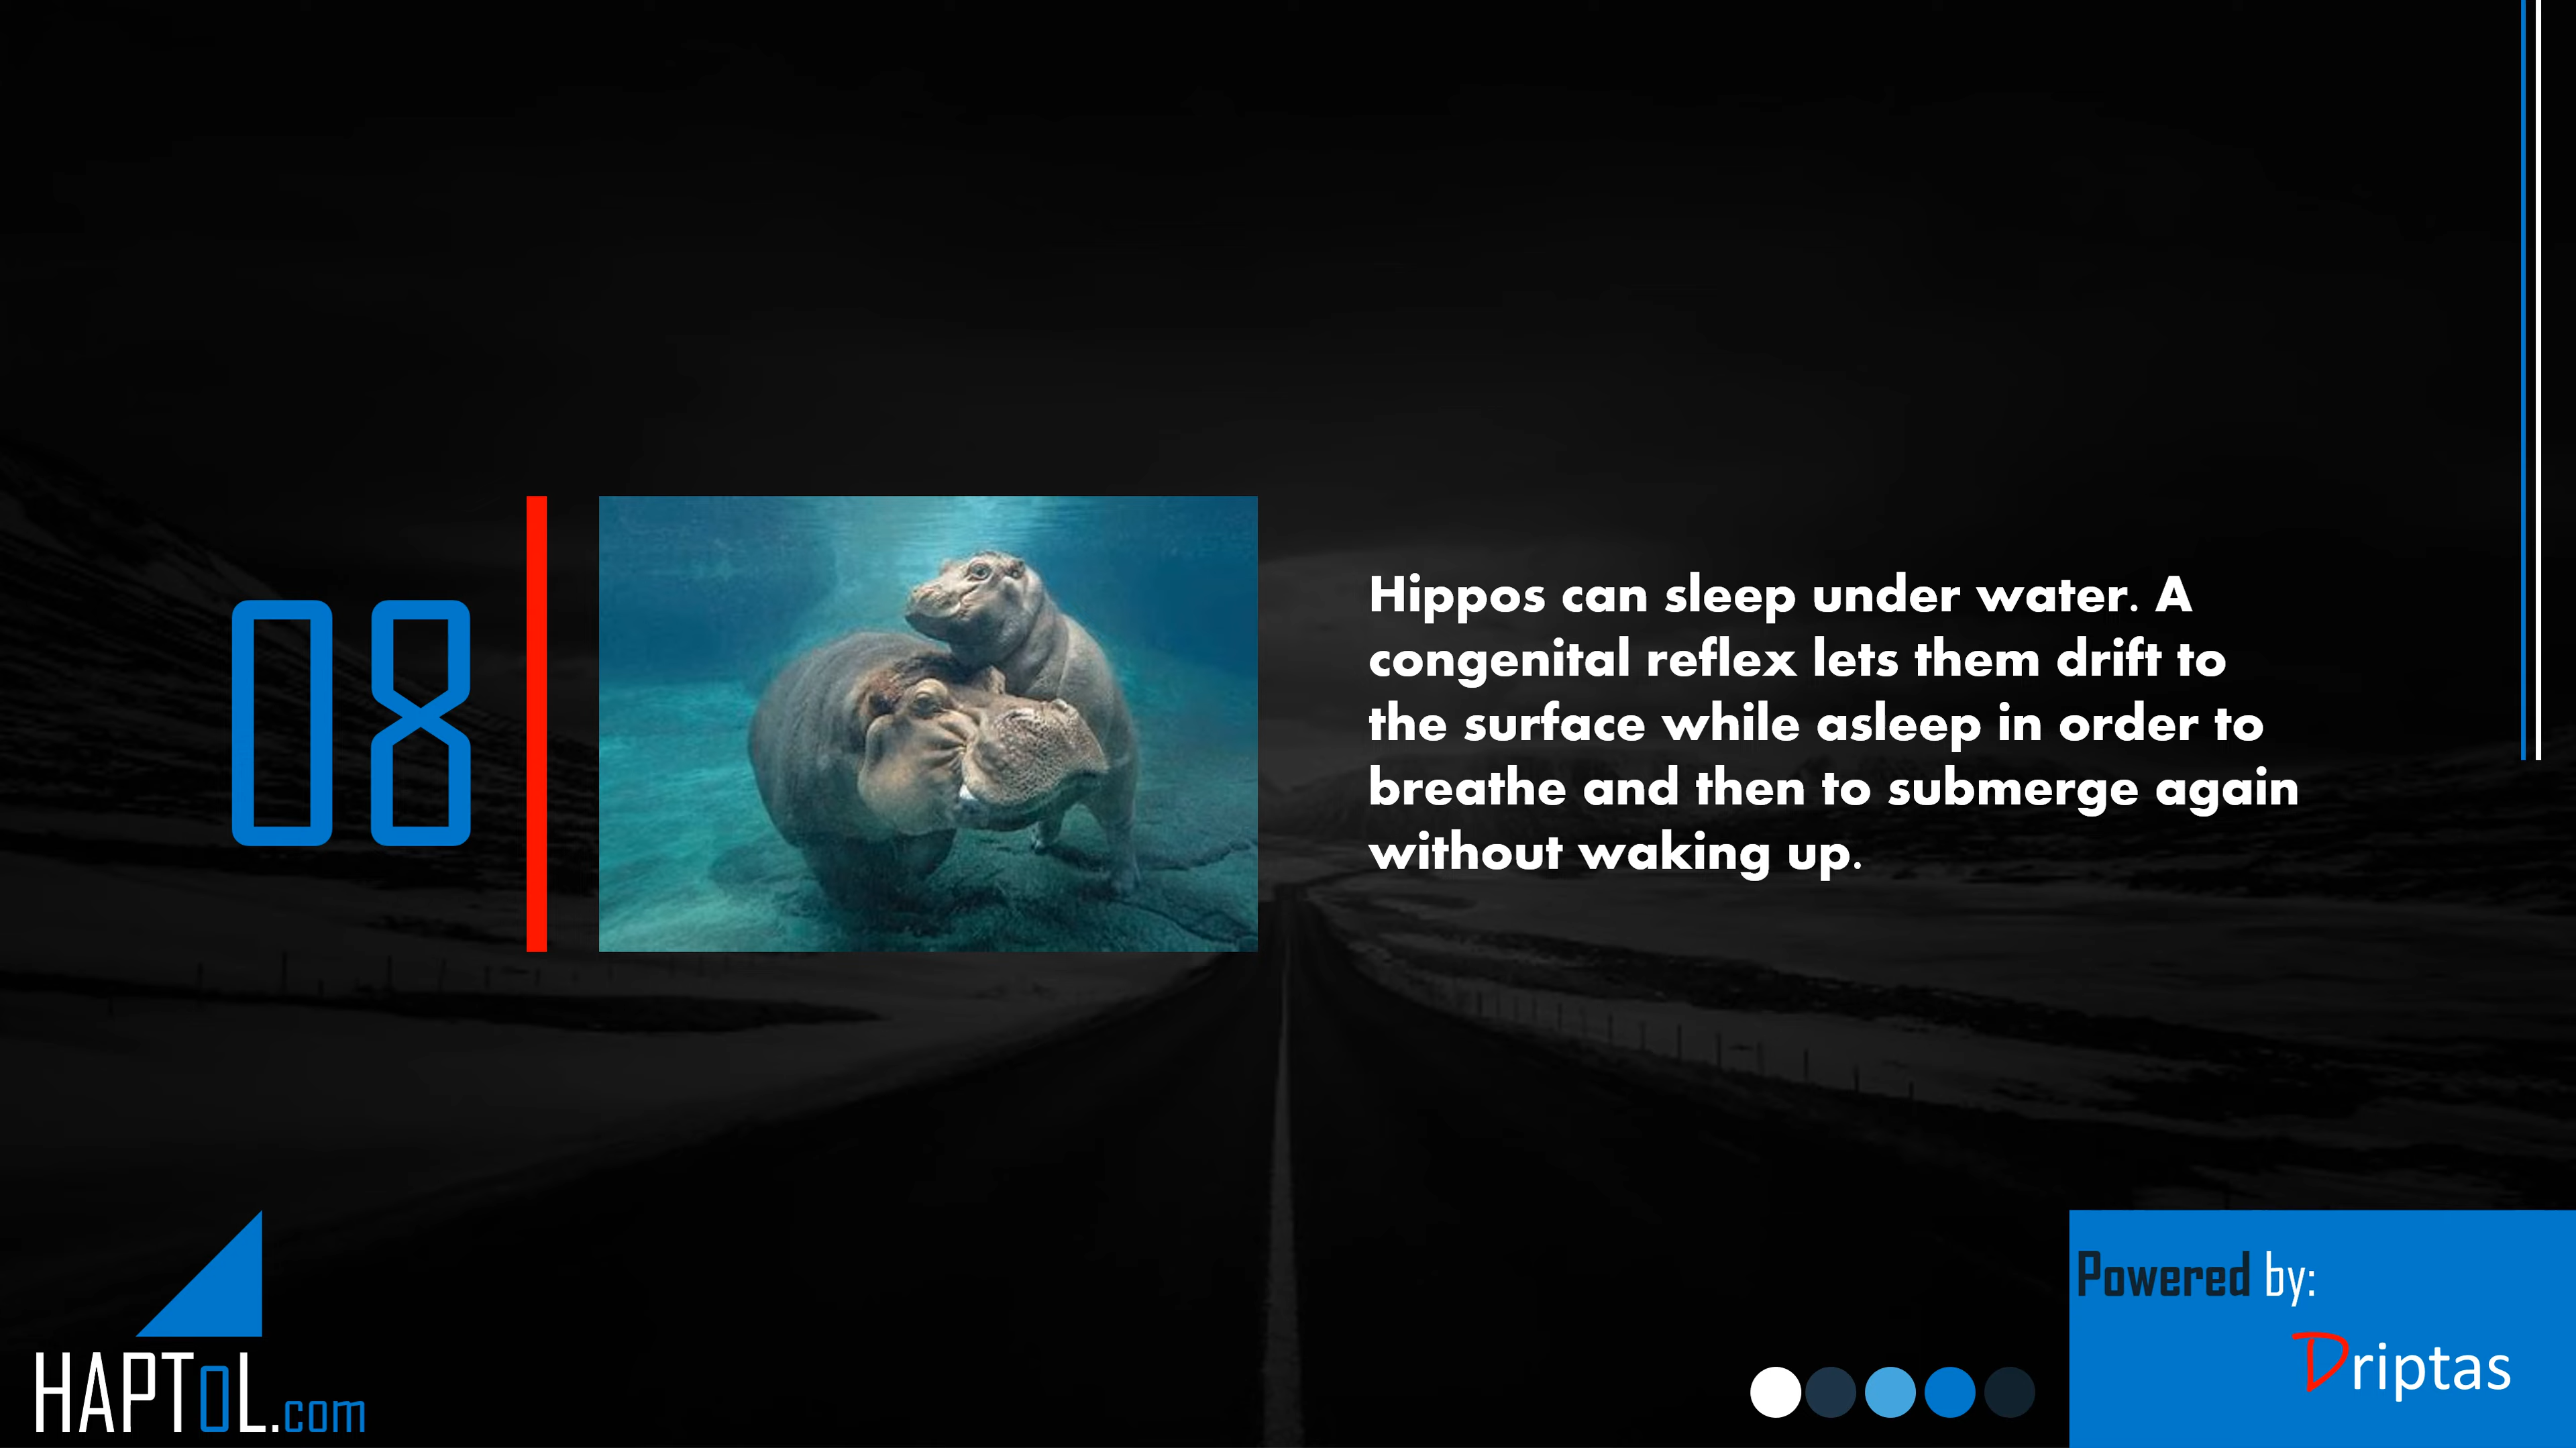 08
Hippos can sleep under water. A
congenital reflex lets them drift to
the surface while asleep in order to
breathe and then to submerge again
without waking up.
HAPToL.com
Powered by:
Driptas